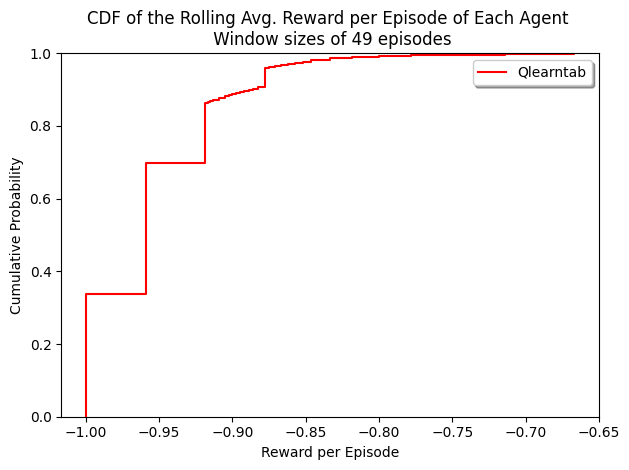 CDF of the Rolling Avg. Reward per Episode of Each Agent
Window sizes of 49 episodes
Qlearntab
Cumulative Probability
1.0
0.8
0.6
0.4
0.2
0.0
−1.00 −0.95 −0.90 −0.85 −0.80 −0.75 −0.70 −0.65
Reward per Episode